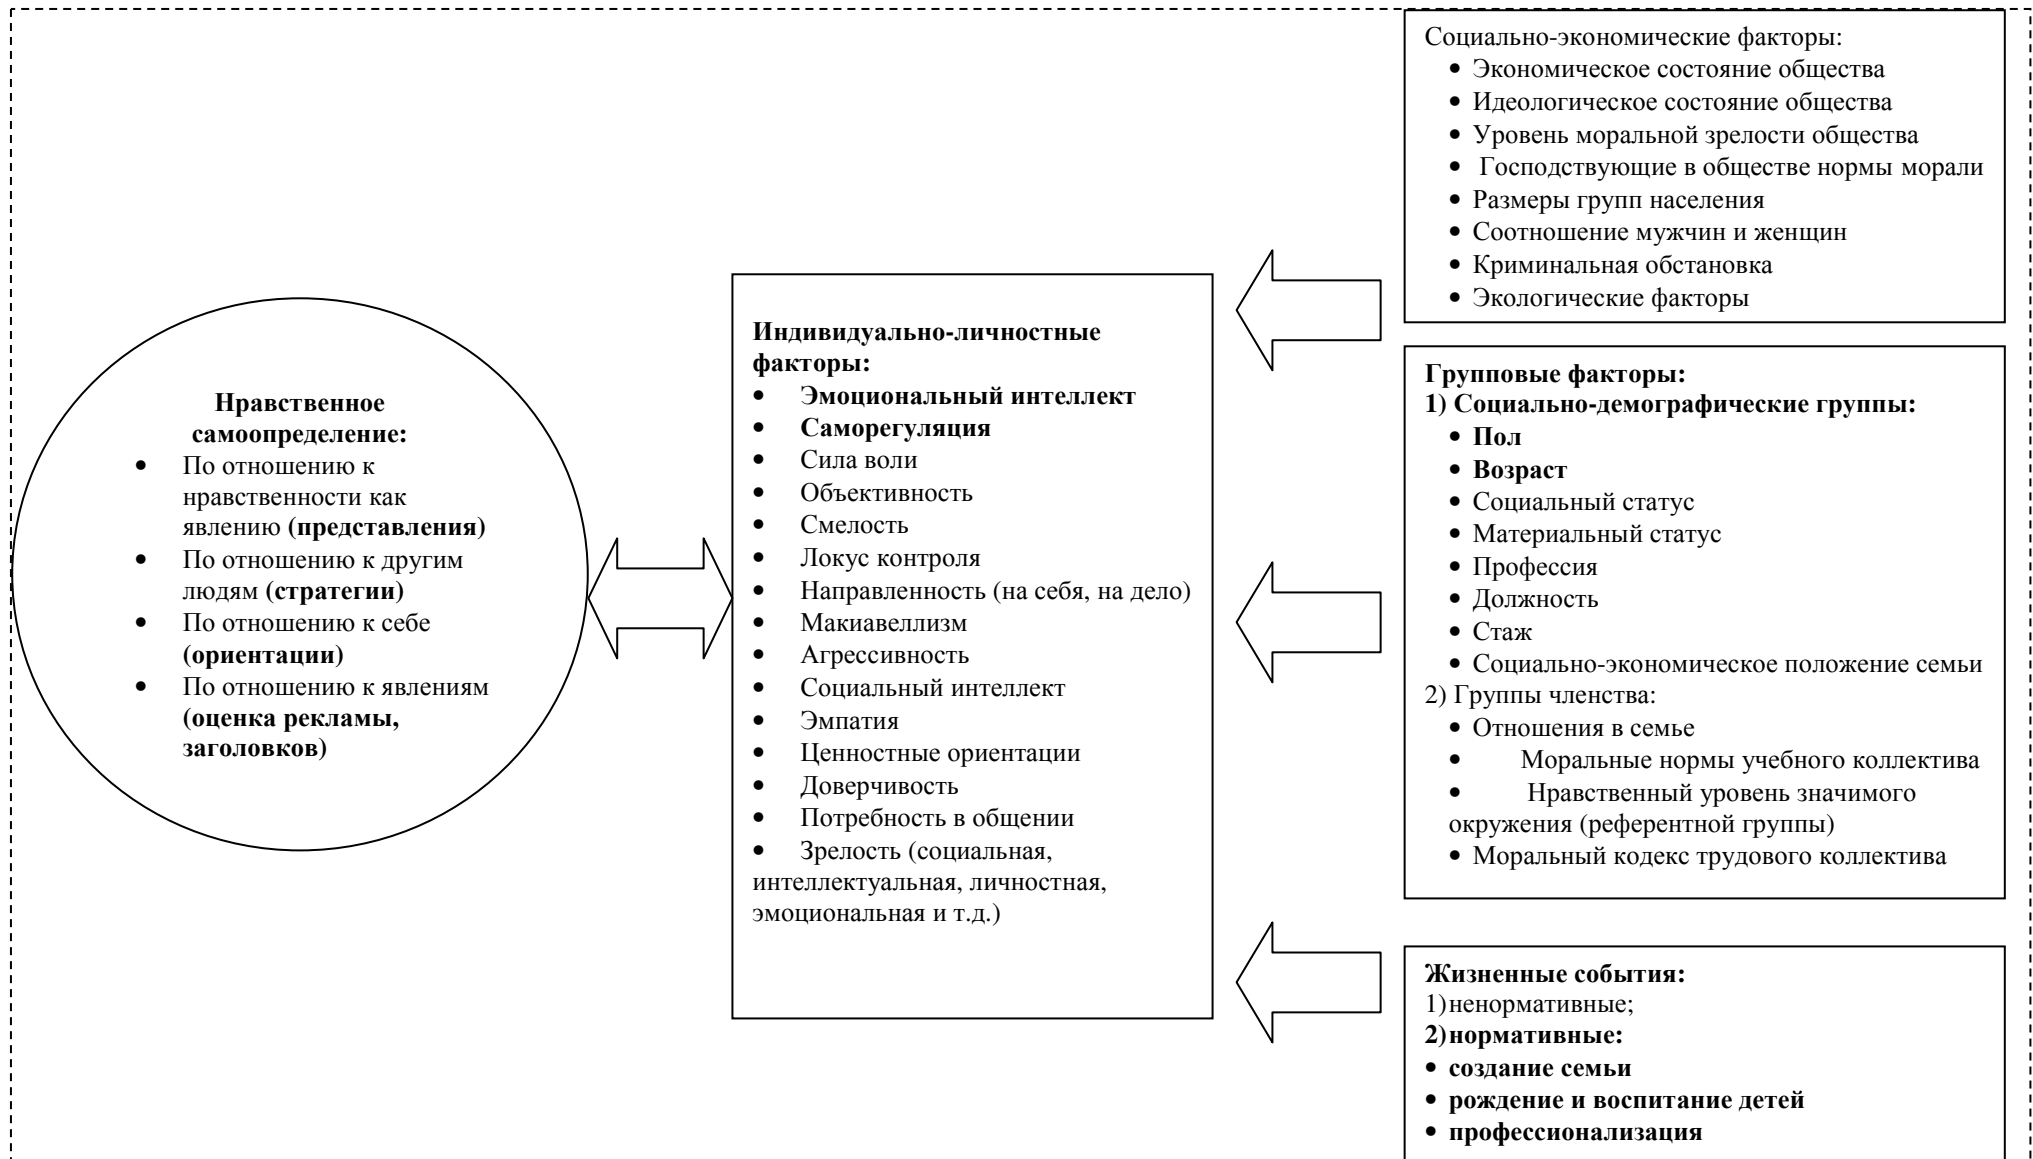 Нравственное
самоопределение:
• По отношению к
нравственности как
явлению (представления)
• По отношению к другим
людям (стратегии)
• По отношению к себе
(ориентации)
• По отношению к явлениям
(оценка рекламы,
заголовков)
Индивидуально-личностные
факторы:
• Эмоциональный интеллект
• Саморегуляция
• Сила воли
• Объективность
• Смелость
• Локус контроля
• Направленность (на себя, на дело)
• Макиавеллизм
• Агрессивность
• Социальный интеллект
• Эмпатия
• Ценностные ориентации
• Доверчивость
• Потребность в общении
• Зрелость (социальная,
интеллектуальная, личностная,
эмоциональная и т.д.)
Социально-экономические факторы:
• Экономическое состояние общества
• Идеологическое состояние общества
• Уровень моральной зрелости общества
• Господствующие в обществе нормы морали
• Размеры групп населения
• Соотношение мужчин и женщин
• Криминальная обстановка
• Экологические факторы
Групповые факторы:
1) Социально-демографические группы:
• Пол
• Возраст
• Социальный статус
• Материальный статус
• Профессия
• Должность
• Стаж
• Социально-экономическое положение семьи
2) Группы членства:
• Отношения в семье
• Моральные нормы учебного коллектива
• Нравственный уровень значимого
окружения (референтной группы)
• Моральный кодекс трудового коллектива
Жизненные события:
1)ненормативные;
2)нормативные:
• создание семьи
• рождение и воспитание детей
• профессионализация